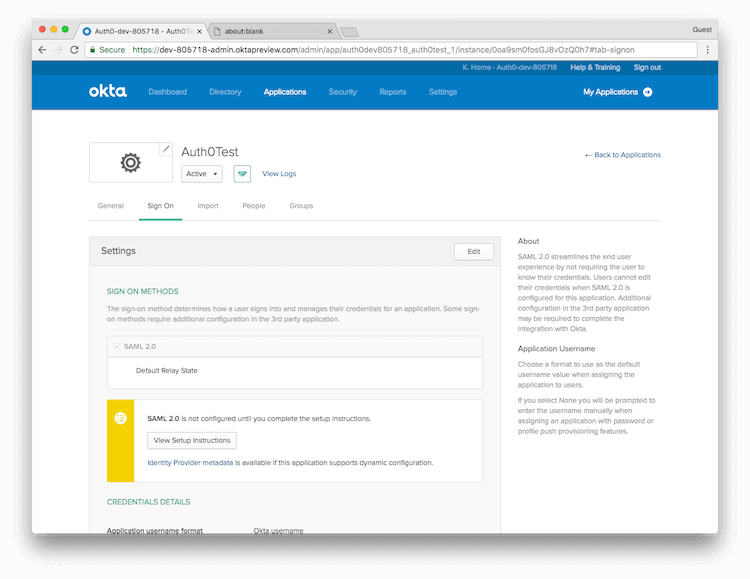 Auth0-dev-805718 - Auth0Te
about:blank
Guest
Secure https://dev-805718-admin.oktapreview.com/admin/app/auth0dev805718_auth0test_1/instance/0oa9sm0fosGJ8vOzQ0h7#tab-signon
K. Home - Auth0-dev-805718 Help & Training Sign out
okta Dashboard Directory Applications Security Reports Settings My Applications
Auth0Test
← Back to Applications
Active View Logs
General Sign On Import People Groups
Settings Edit
SIGN ON METHODS
The sign-on method determines how a user signs into and manages their credentials for an application. Some sign-
on methods require additional configuration in the 3rd party application.
SAML 2.0
Default Relay State
SAML 2.0 is not configured until you complete the setup instructions.
View Setup Instructions
Identity Provider metadata is available if this application supports dynamic configuration.
CREDENTIALS DETAILS
Application username format Okta username
About
SAML 2.0 streamlines the end user
experience by not requiring the user to
know their credentials. Users cannot edit
their credentials when SAML 2.0 is
configured for this application. Additional
configuration in the 3rd party application
may be required to complete the
integration with Okta.
Application Username
Choose a format to use as the default
username value when assigning the
application to users.
If you select None you will be prompted to
enter the username manually when
assigning an application with password or
profile push provisioning features.